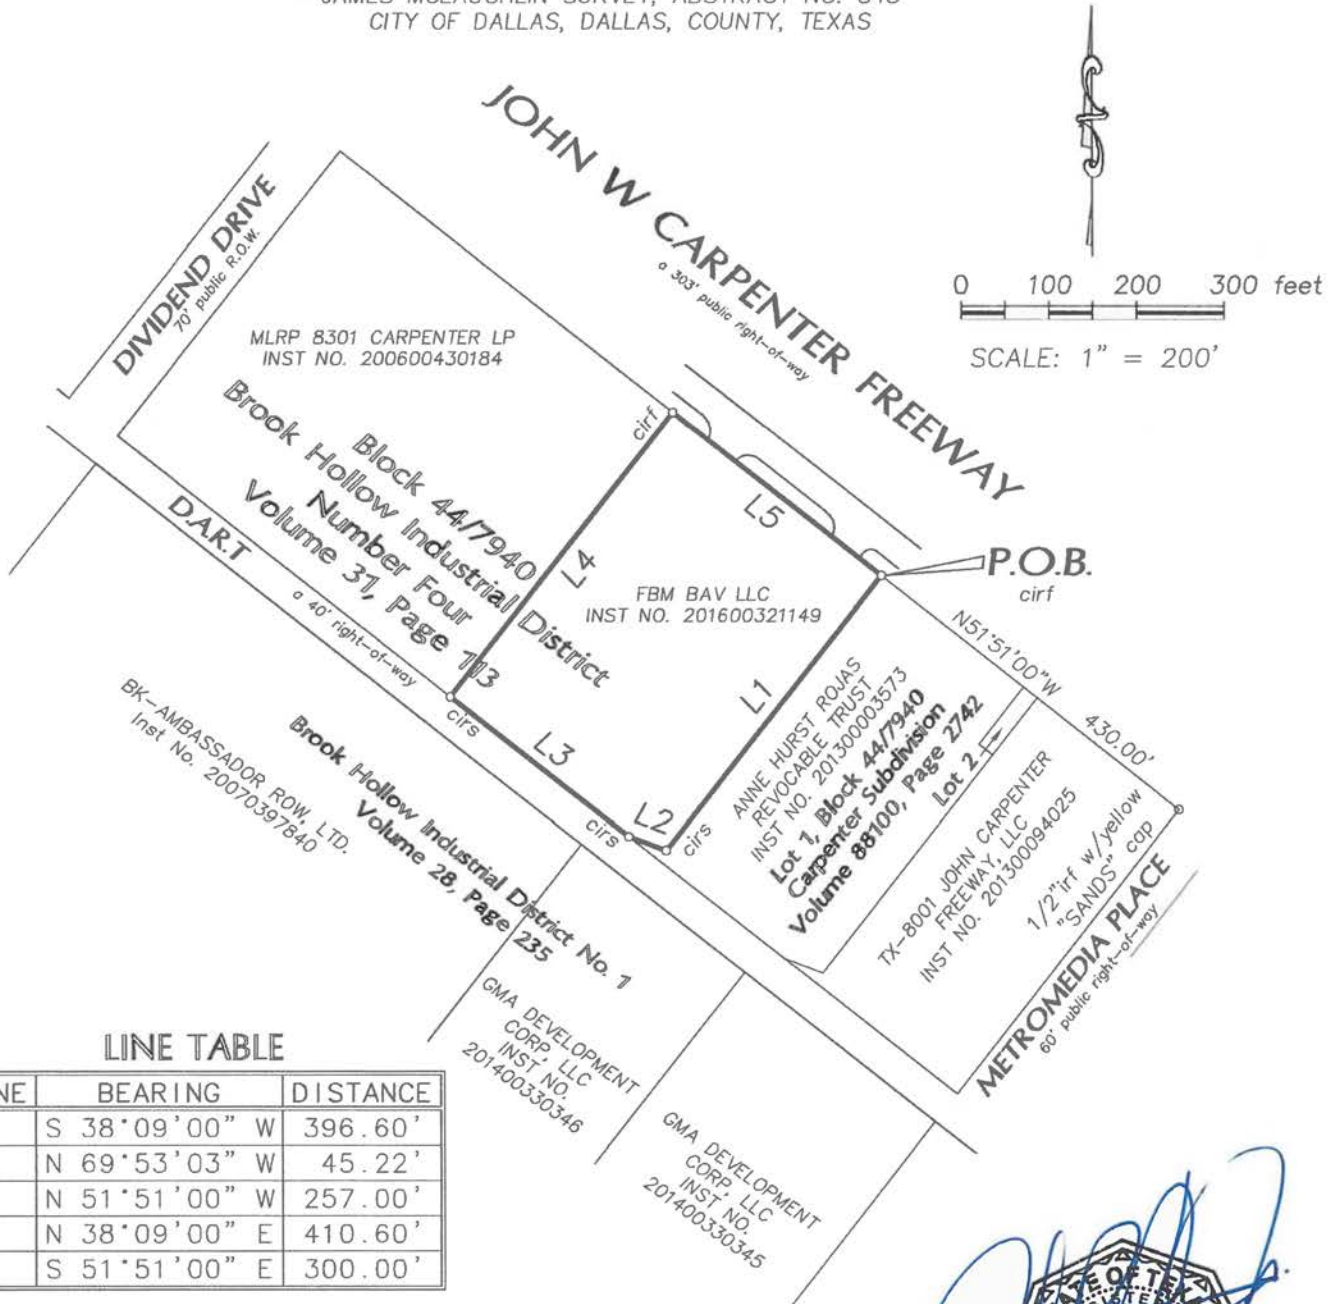 CITY OF DALLAS, DALLAS, COUNTY, TEXAS
JOHN W CARPENTER FREEWAY
a 303' public right-of-way
0 100 200 300 feet
SCALE: 1" = 200'
DIVIDEND DRIVE
70' public R.O.W.
MLRP 8301 CARPENTER LP
INST NO. 200600430184
Block 44/7940
Brook Hollow Industrial District
Number Four
Volume 31, Page 113
D.A.R.T
a 40' right-of-way
cirf
L5
L4
FBM BAV LLC
INST NO. 201600321149
P.O.B.
cirf
L1
L3
L2
cirs
cirs
cirs
N51°51'00"W
430.00'
ANNE HURST ROJAS
REVOCABLE TRUST
INST NO. 201300003573
Lot 1, Block 44/7940
Carpenter Subdivision
Volume 88100, Page 2742
Lot 2
TX-8001 JOHN CARPENTER
FREEWAY, LLC
INST NO. 201300094025
1/2"irf w/yellow
"SANDS" cap
METROMEDIA PLACE
60' public right-of-way
BK-AMBASSADOR ROW, LTD.
Inst No. 20070397840
Brook Hollow Industrial District No. 1
Volume 28, Page 235
GMA DEVELOPMENT
CORP, LLC
INST NO.
201400330346
GMA DEVELOPMENT
CORP, LLC
INST NO.
201400330345
LINE TABLE
NE BEARING DISTANCE
S 38°09'00" W 396.60'
N 69°53'03" W 45.22'
N 51°51'00" W 257.00'
N 38°09'00" E 410.60'
S 51°51'00" E 300.00'
ATE OF TEX